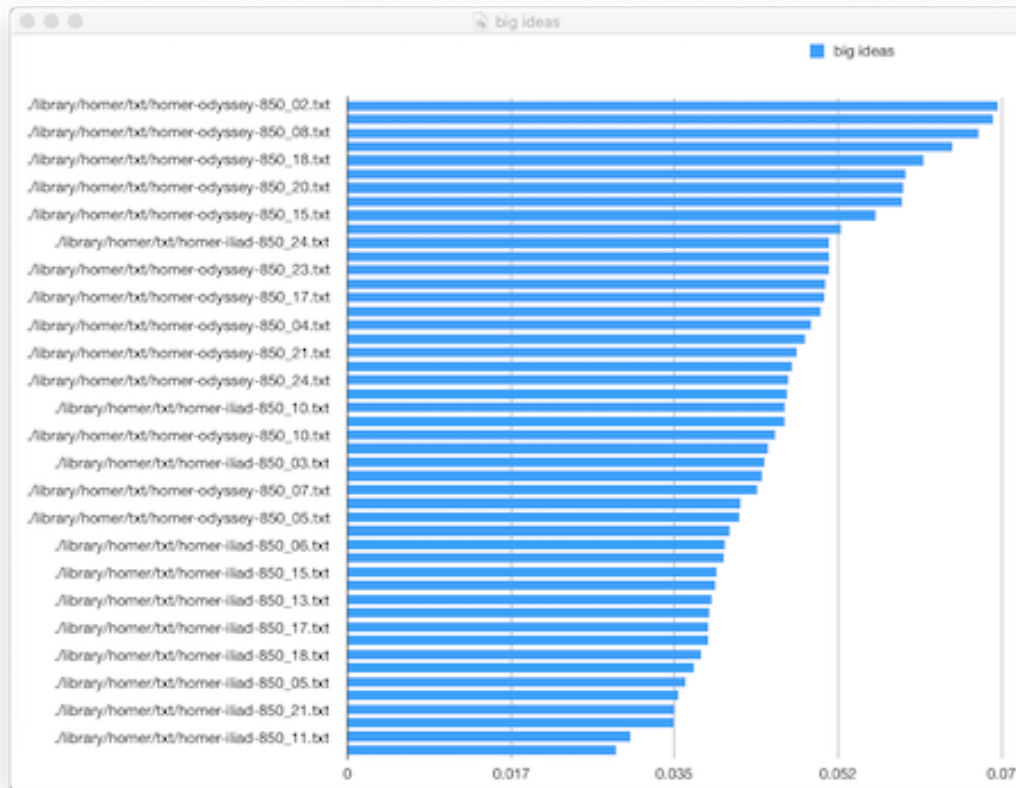 big ideas
big ideas
./library/homer/txt/homer-odyssey-850_02.txt
./library/homer/txt/homer-odyssey-850_08.txt
./library/homer/txt/homer-odyssey-850_18.txt
./library/homer/txt/homer-odyssey-850_20.txt
./library/homer/txt/homer-odyssey-850_15.txt
./library/homer/txt/homer-iliad-850_24.txt
./library/homer/txt/homer-odyssey-850_23.txt
./library/homer/txt/homer-odyssey-850_17.txt
./library/homer/txt/homer-odyssey-850_04.txt
./library/homer/txt/homer-odyssey-850_21.txt
./library/homer/txt/homer-odyssey-850_24.txt
./library/homer/txt/homer-iliad-850_10.txt
./library/homer/txt/homer-odyssey-850_10.txt
./library/homer/txt/homer-iliad-850_03.txt
./library/homer/txt/homer-odyssey-850_07.txt
./library/homer/txt/homer-odyssey-850_05.txt
./library/homer/txt/homer-iliad-850_06.txt
./library/homer/txt/homer-iliad-850_15.txt
./library/homer/txt/homer-iliad-850_13.txt
./library/homer/txt/homer-iliad-850_17.txt
./library/homer/txt/homer-iliad-850_18.txt
./library/homer/txt/homer-iliad-850_05.txt
./library/homer/txt/homer-iliad-850_21.txt
./library/homer/txt/homer-iliad-850_11.txt
0 0.017 0.035 0.052 0.07